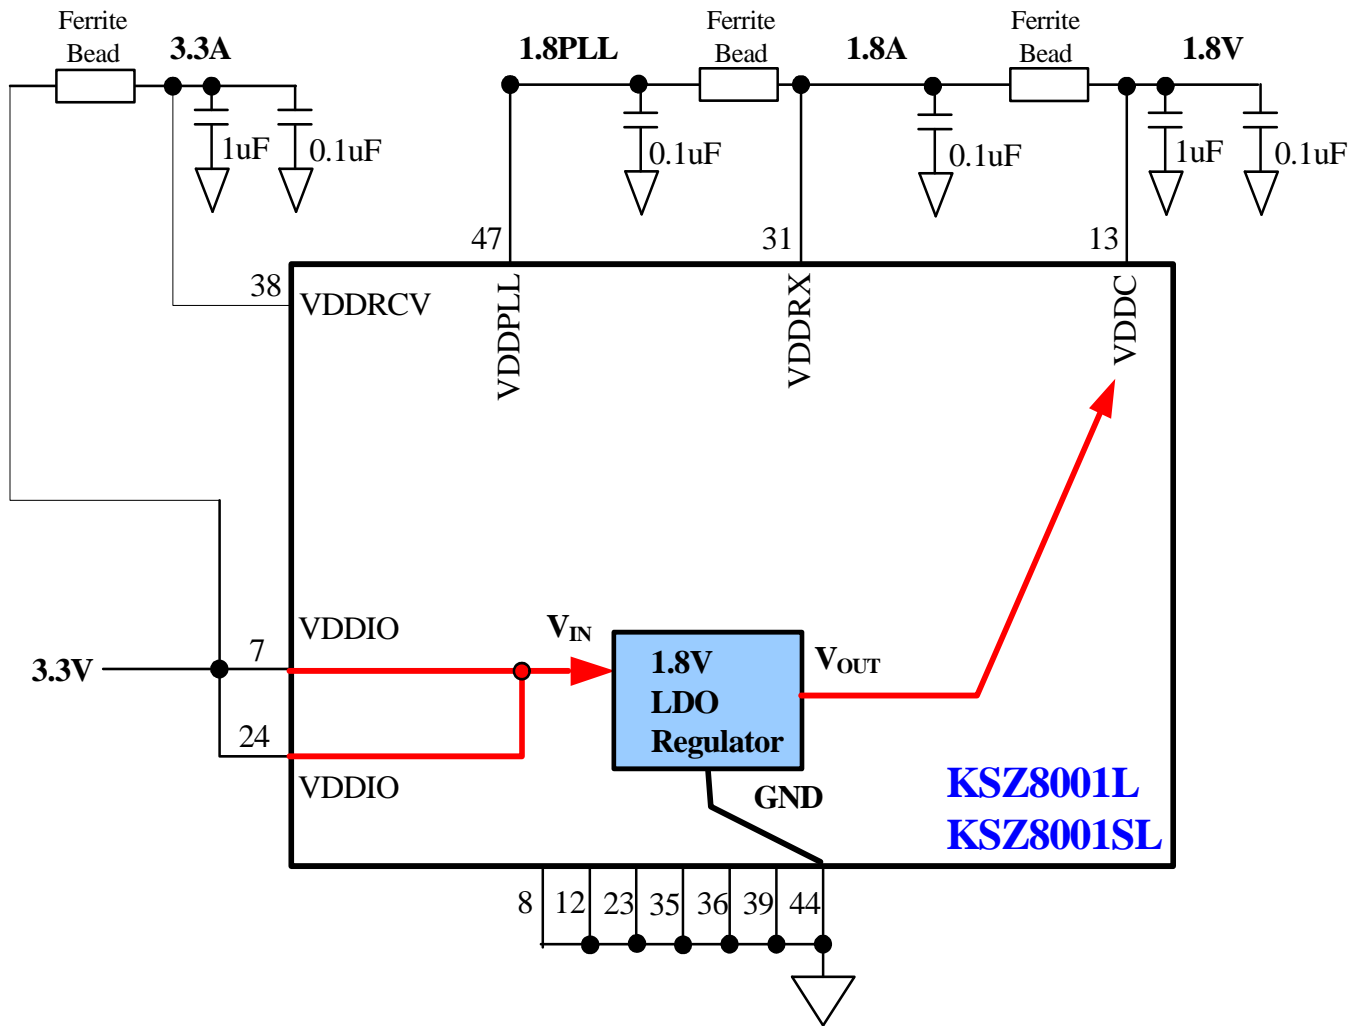 Ferrite
Bead
3.3A
1uF
0.1uF
1.8PLL
Ferrite
Bead
1.8A
Ferrite
Bead
1.8V
0.1uF
0.1uF
1uF
0.1uF
47
31
13
38
VDDRCV
VDDPLL
VDDRX
VDDC
3.3V
7
VDDIO
24
VDDIO
VIN
1.8V
LDO
Regulator
VOUT
GND
KSZ8001L
KSZ8001SL
8
12
23
35
36
39
44